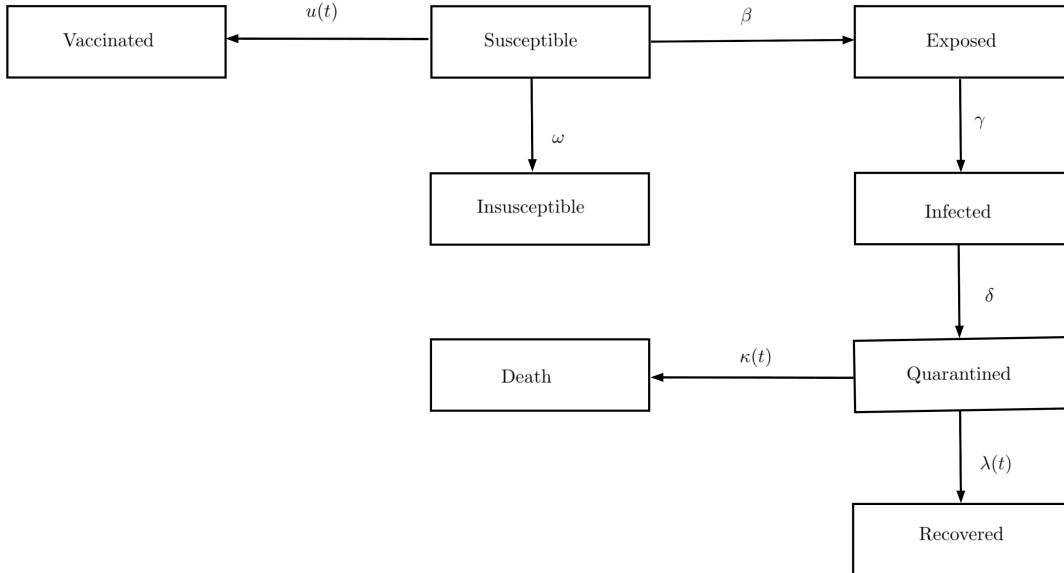 u(t)
β
Vaccinated
Susceptible
Exposed
ω
γ
Insusceptible
Infected
δ
κ(t)
Death
Quarantined
λ(t)
Recovered